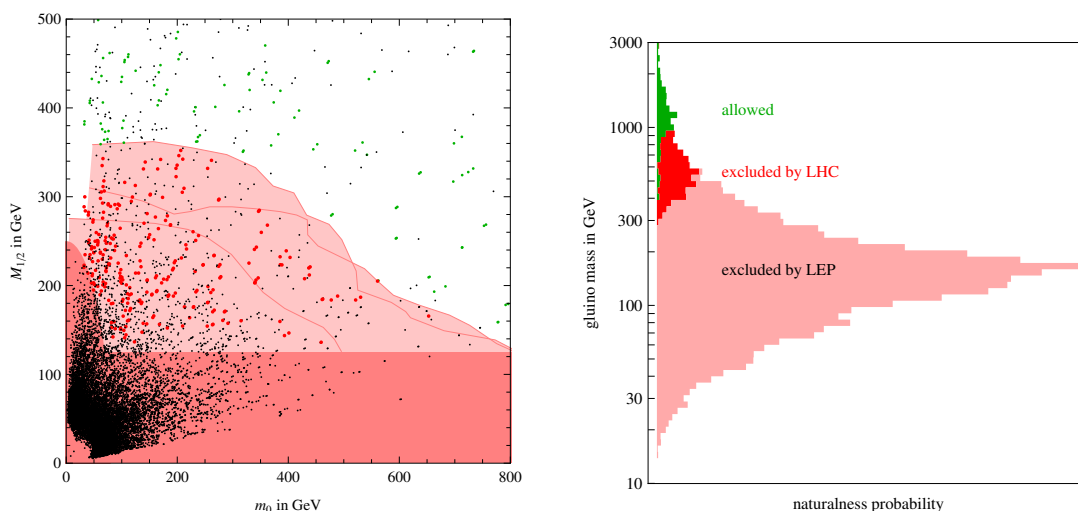 500
400
300
200
100
0
M1/2 in GeV
0
200
400
600
800
m0 in GeV
3000
1000
300
100
30
10
gluino mass in GeV
allowed
excluded by LHC
excluded by LEP
naturalness probability